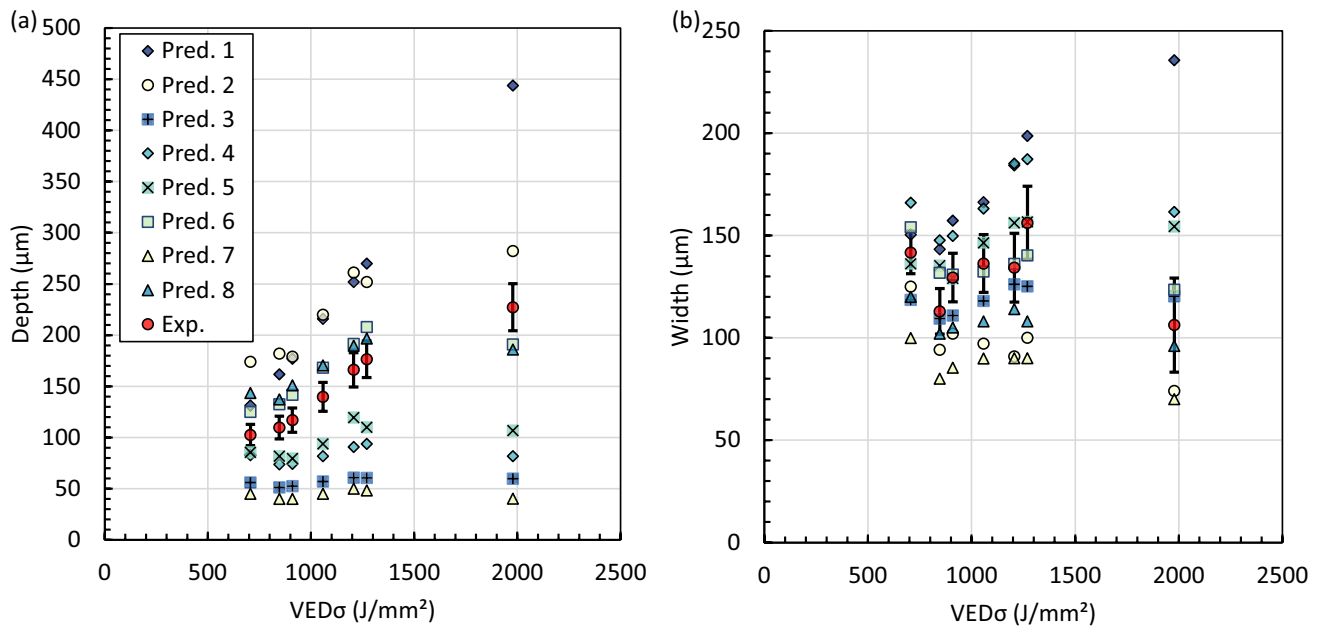 (a)
500
450
400
350
300
250
200
150
100
50
0
Depth (µm)
Pred. 1
Pred. 2
Pred. 3
Pred. 4
Pred. 5
Pred. 6
Pred. 7
Pred. 8
Exp.
0 500 1000 1500 2000 2500
VEDσ (J/mm²)
(b)
250
200
150
100
50
0
Width (µm)
0 500 1000 1500 2000 2500
VEDσ (J/mm²)